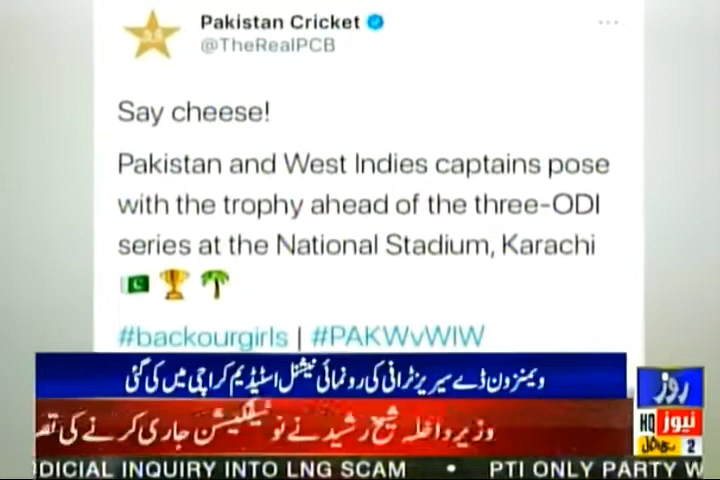 Pakistan Cricket
@TheRealPCB
Say cheese!
Pakistan and West Indies captains pose
with the trophy ahead of the three-ODI
series at the National Stadium, Karachi
🇵🇰 🏆 🌴
#backourgirls | #PAKWvWIW
ویمنز ون ڈے سیریز ٹرافی کی رونمائی نیشنل اسٹیڈیم کراچی میں کی گئی
وزیر داخلہ شیخ رشید نے نوٹیفکیشن جاری کرنے کی تص
روز
HQ نیوز
2
DICIAL INQUIRY INTO LNG SCAM • PTI ONLY PARTY W